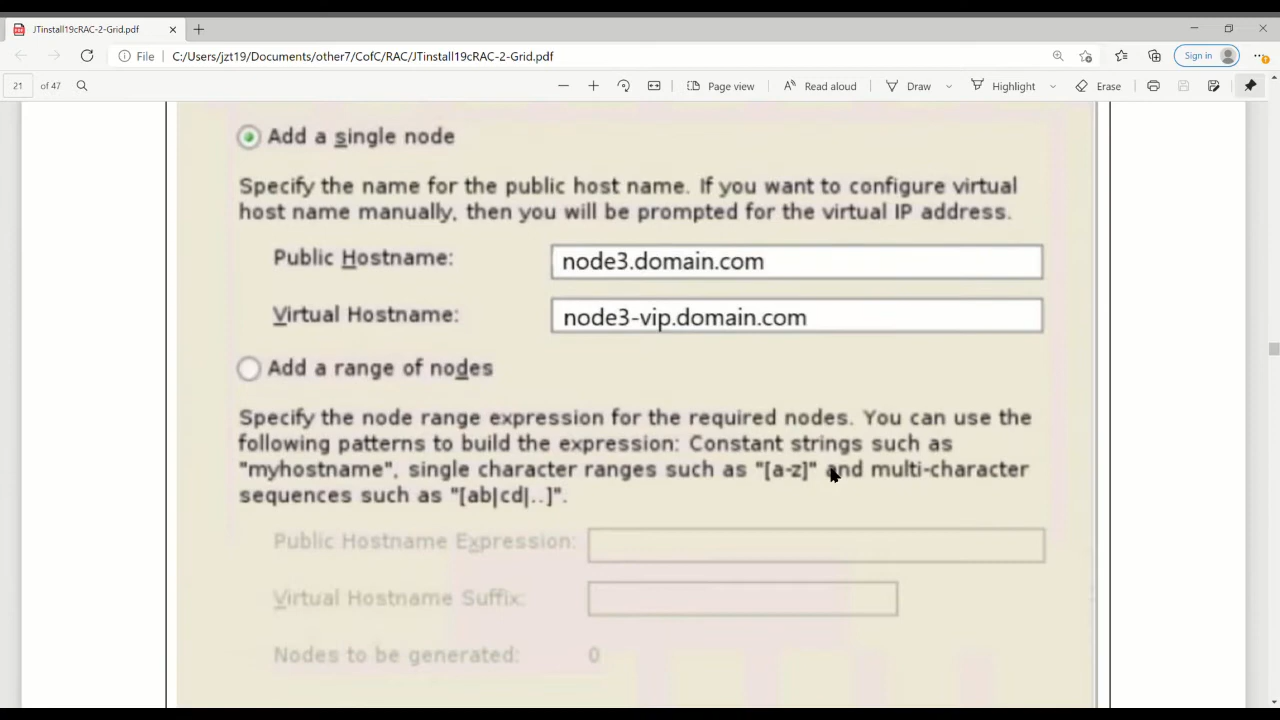 JTinstall19cRAC-2-Grid.pdf
File C:/Users/jzt19/Documents/other7/CofC/RAC/JTinstall19cRAC-2-Grid.pdf Sign in
21 of 47 Page view Read aloud Draw Highlight Erase
Add a single node
Specify the name for the public host name. If you want to configure virtual
host name manually, then you will be prompted for the virtual IP address.
Public Hostname: node3.domain.com
Virtual Hostname: node3-vip.domain.com
Add a range of nodes
Specify the node range expression for the required nodes. You can use the
following patterns to build the expression: Constant strings such as
"myhostname", single character ranges such as "[a-z]" and multi-character
sequences such as "[ab|cd|..]".
Public Hostname Expression:
Virtual Hostname Suffix:
Nodes to be generated: 0